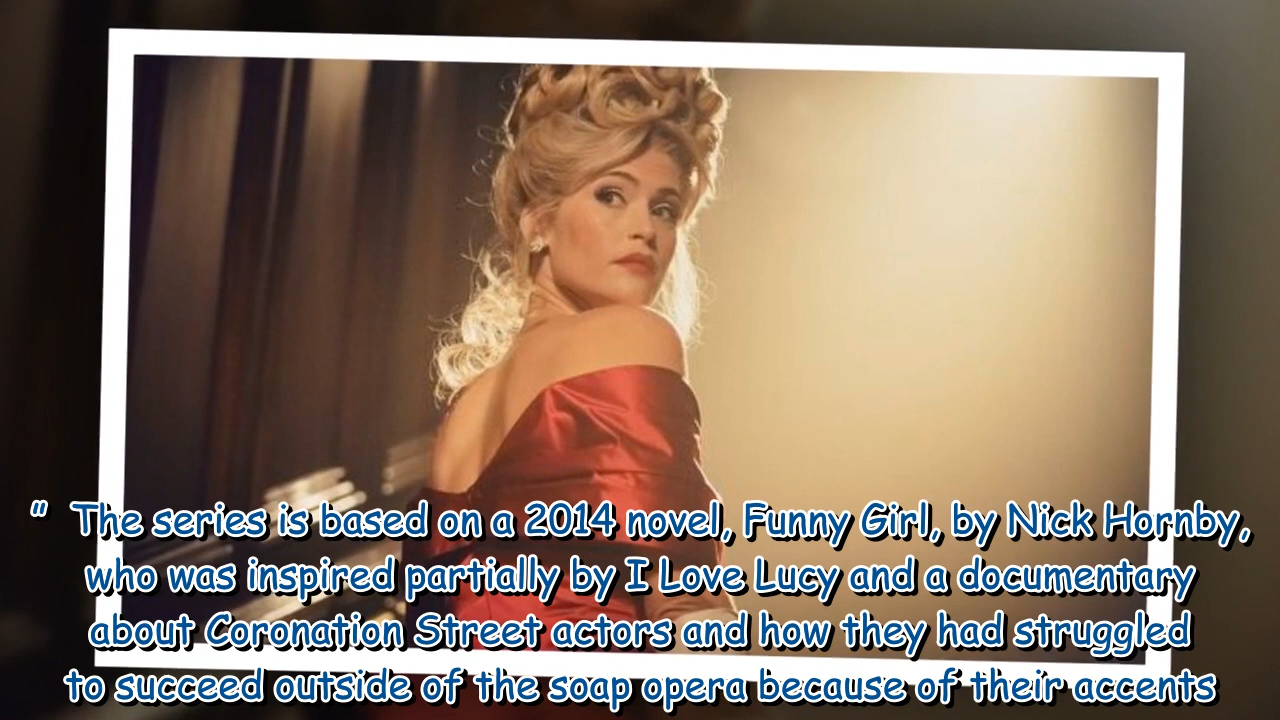 " The series is based on a 2014 novel, Funny Girl, by Nick Hornby,
who was inspired partially by I Love Lucy and a documentary
about Coronation Street actors and how they had struggled
to succeed outside of the soap opera because of their accents